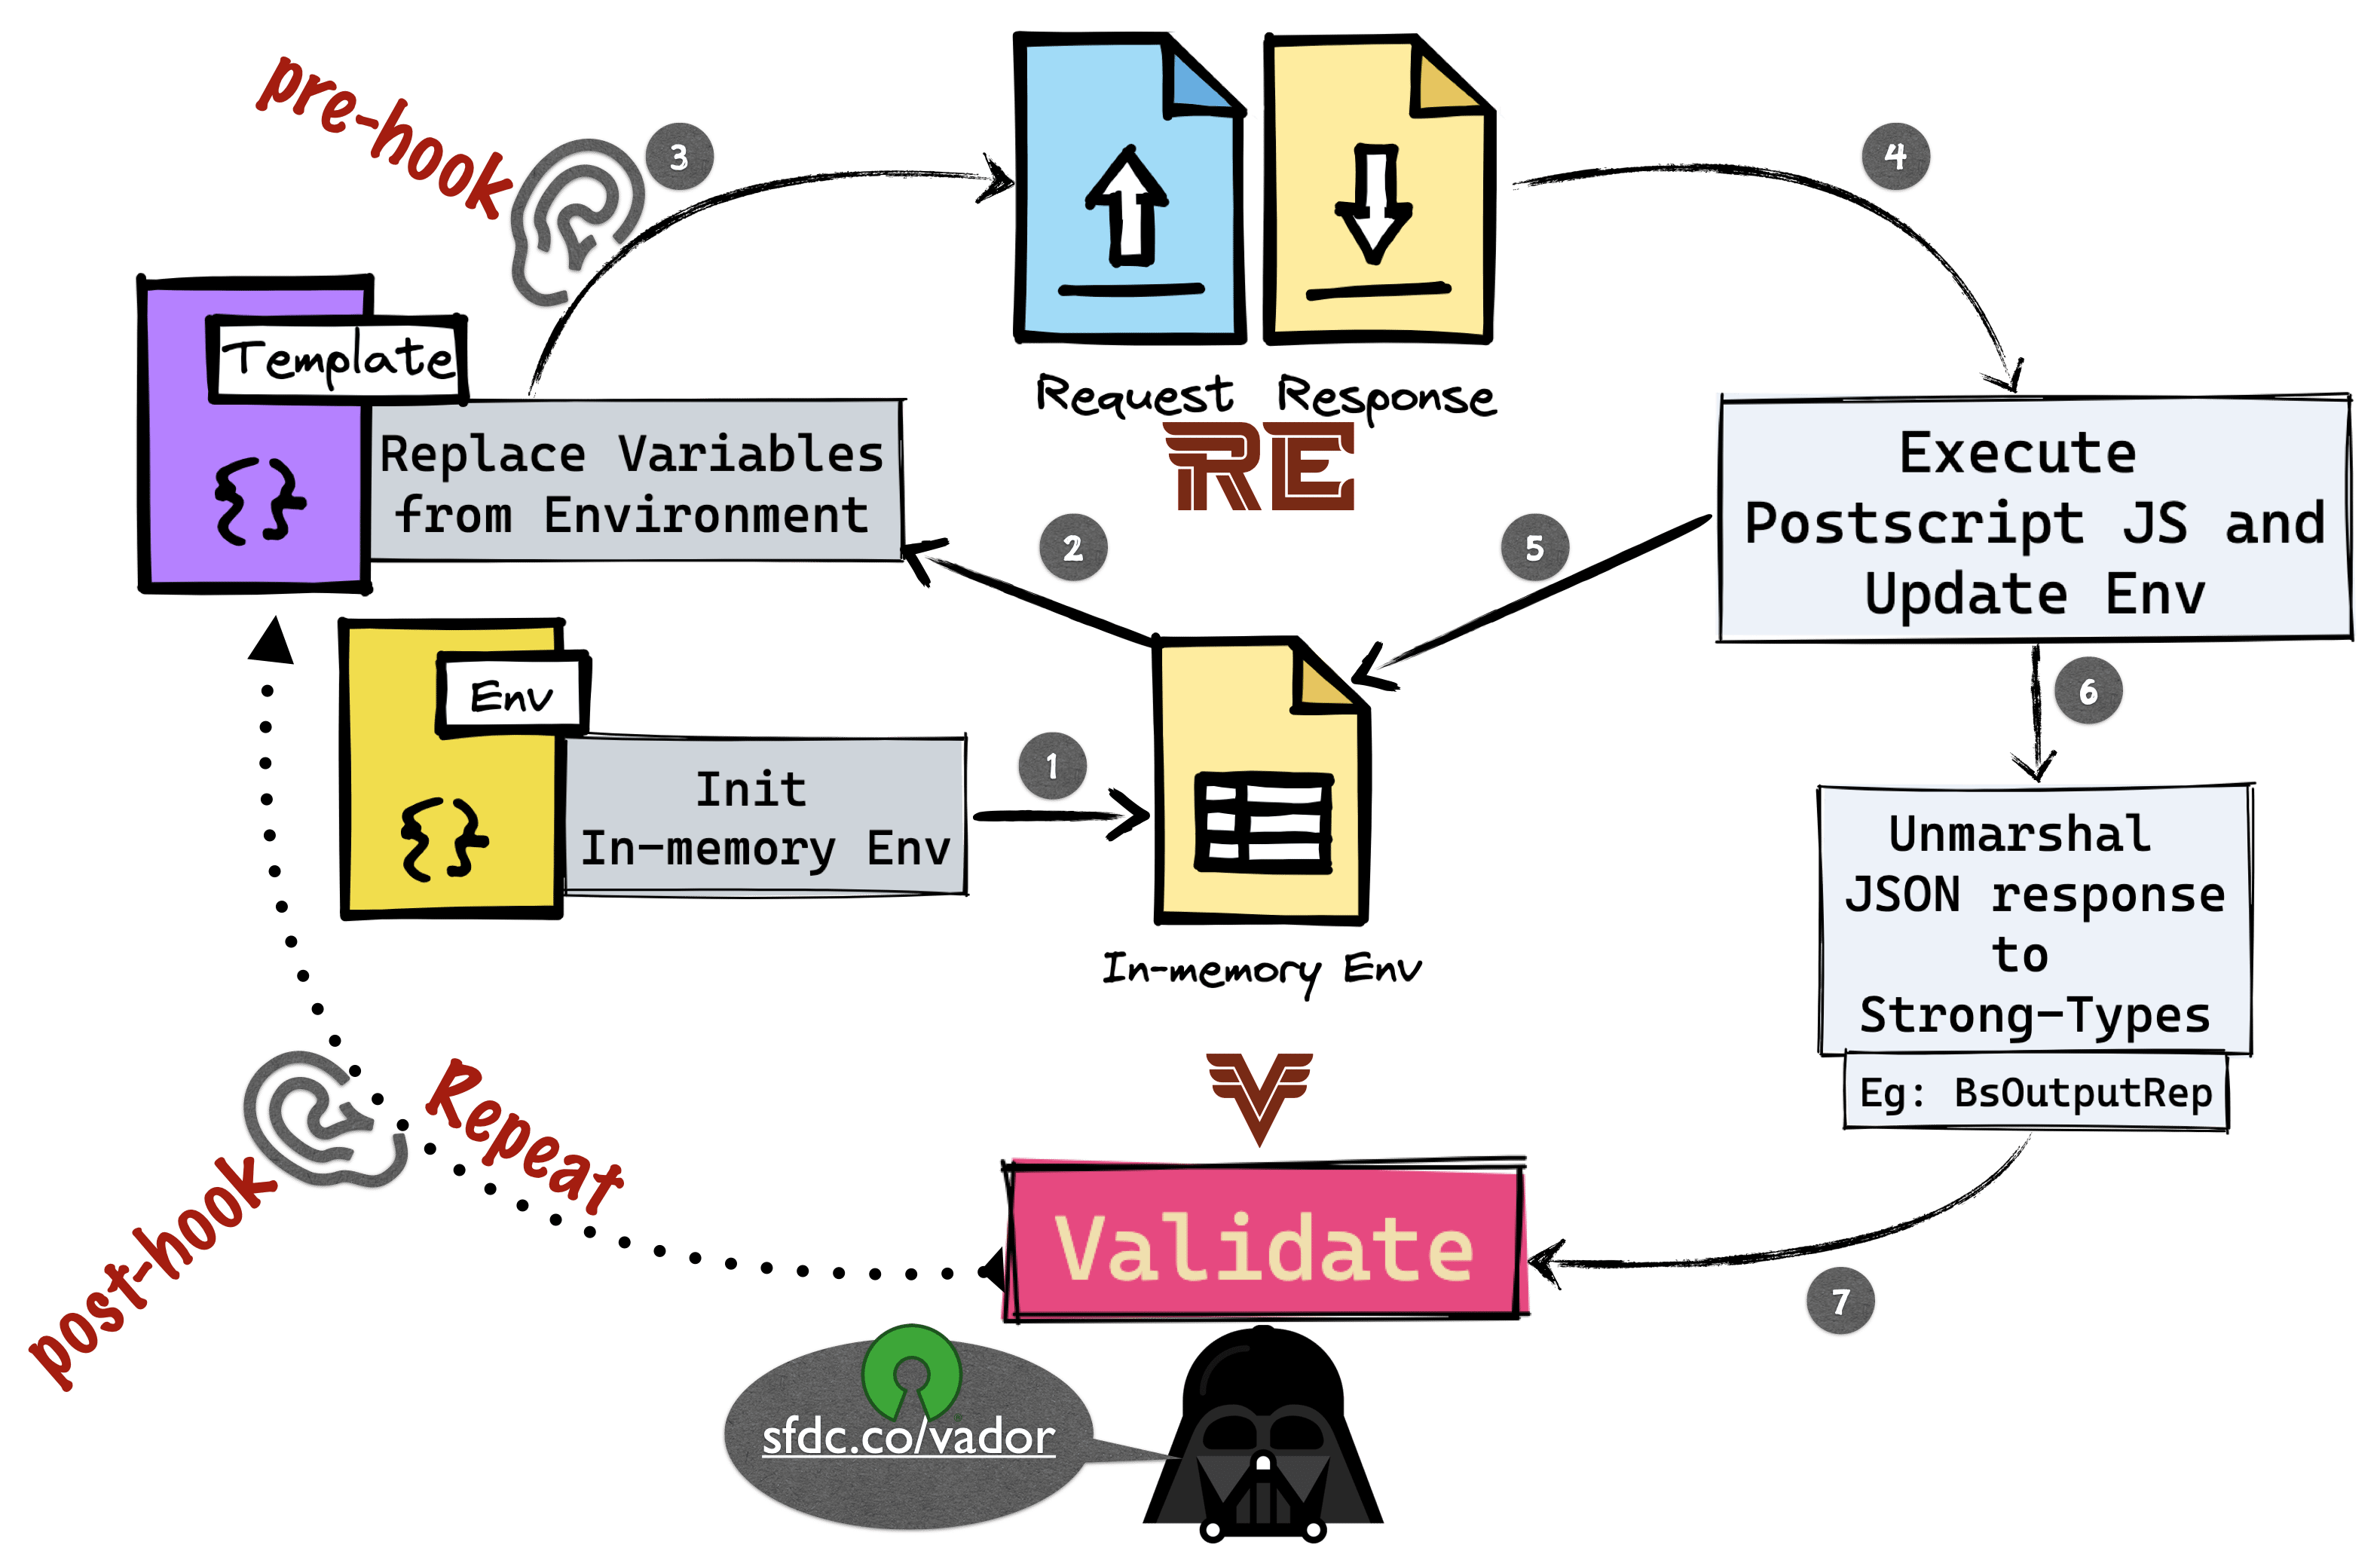 pre-hook
3
4
Template
Request
Response
RE
Replace Variables
from Environment
Execute
Postscript JS and
Update Env
2
5
6
Env
Init
In-memory Env
1
In-memory Env
Unmarshal
JSON response
to
Strong-Types
Eg: BsOutputRep
V
Repeat
post-hook
Validate
7
sfdc.co/vador